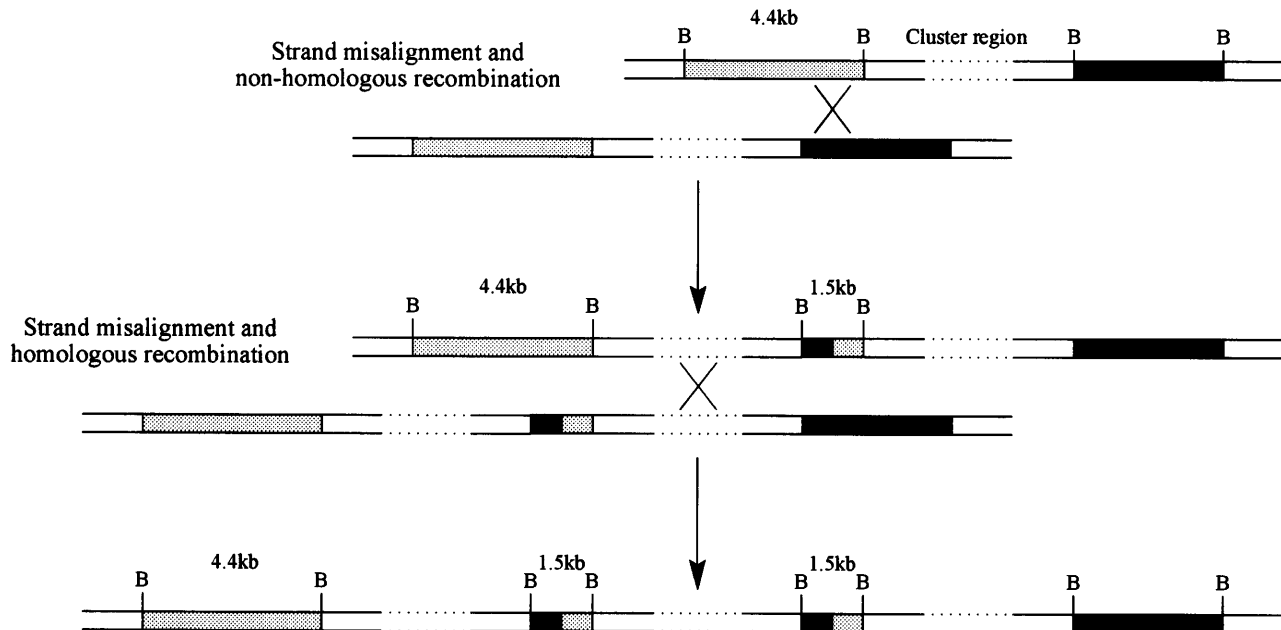 4.4kb
B B Cluster region B B
Strand misalignment and
non-homologous recombination
4.4kb 1.5kb
B B B B
Strand misalignment and
homologous recombination
4.4kb 1.5kb 1.5kb
B B B B B B B B